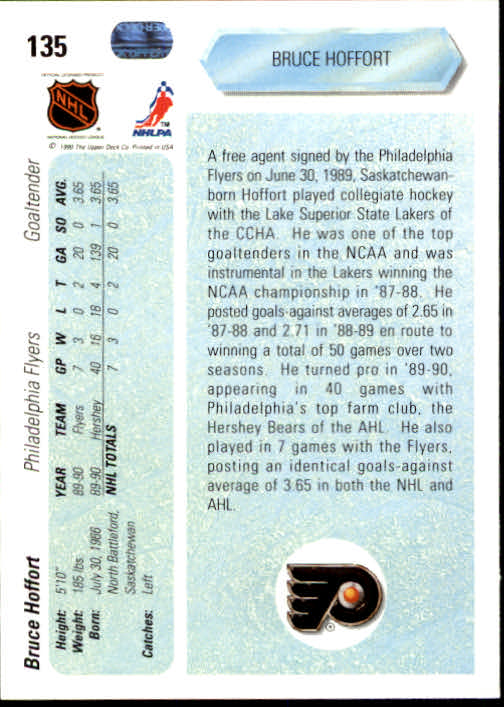 135
BRUCE HOFFORT
OFFICIAL LICENSED PRODUCT
NHL
NATIONAL HOCKEY LEAGUE
TM
NHLPA
© 1990 The Upper Deck Co. Printed in USA
A free agent signed by the Philadelphia
Flyers on June 30, 1989, Saskatchewan-
born Hoffort played collegiate hockey
with the Lake Superior State Lakers of
the CCHA. He was one of the top
goaltenders in the NCAA and was
instrumental in the Lakers winning the
NCAA championship in '87-88. He
posted goals-against averages of 2.65 in
'87-88 and 2.71 in '88-89 en route to
winning a total of 50 games over two
seasons. He turned pro in '89-90,
appearing in 40 games with
Philadelphia's top farm club, the
Hershey Bears of the AHL. He also
played in 7 games with the Flyers,
posting an identical goals-against
average of 3.65 in both the NHL and
AHL.
®
Bruce Hoffort Philadelphia Flyers Goaltender
Height: 5'10"
Weight: 185 lbs
Born: July 30, 1966
North Battleford,
Saskatchewan
Catches: Left
YEAR TEAM GP W L T GA SO AVG.
89-90 Flyers 7 3 0 2 20 0 3.65
89-90 Hershey 40 16 18 4 139 1 3.65
NHL TOTALS 7 3 0 2 20 0 3.65